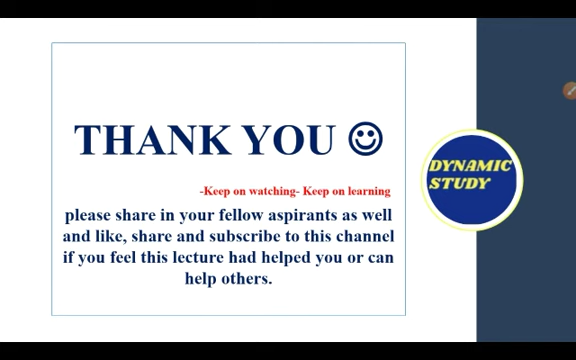 THANK YOU ☺
-Keep on watching- Keep on learning
please share in your fellow aspirants as well
and like, share and subscribe to this channel
if you feel this lecture had helped you or can
help others.
DYNAMIC
STUDY